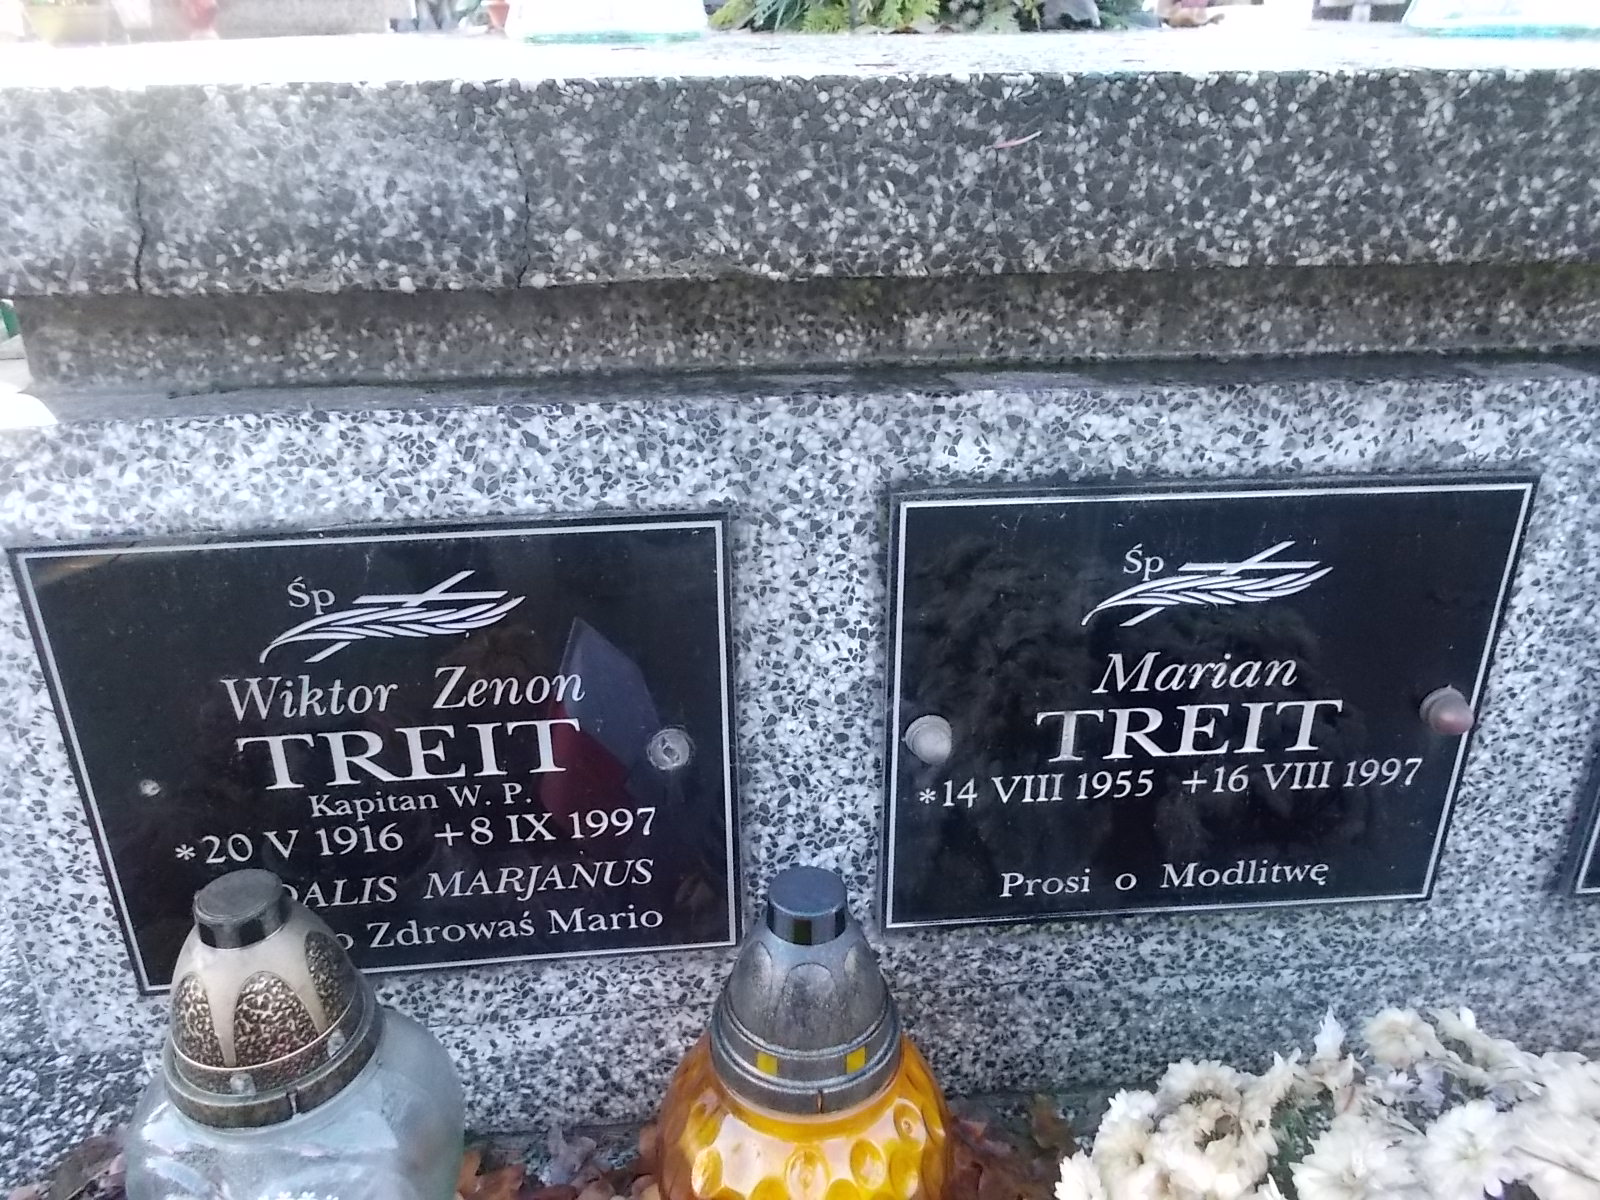 Śp
Wiktor Zenon
TREIT
Kapitan W. P.
*20 V 1916 +8 IX 1997
MARJANUS
Zdrowaś Mario
Śp
Marian
TREIT
*14 VIII 1955 +16 VIII 1997
Prosi o Modlitwę